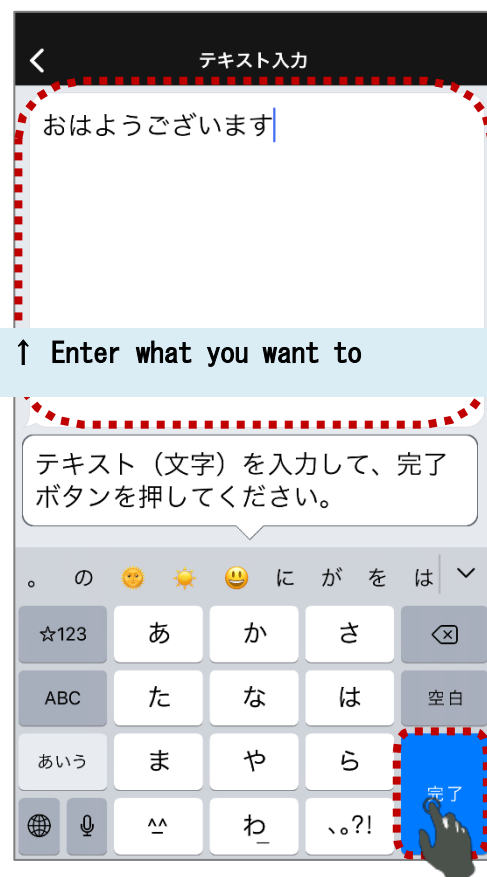 テキスト入力
おはようございます
↑ Enter what you want to
テキスト（文字）を入力して、完了
ボタンを押してください。
。 の 🌞 ☀️ 😃 に が を は
☆123 あ か さ
ABC た な は 空白
あいう ま や ら 完了
^^ わ_ 、。?!